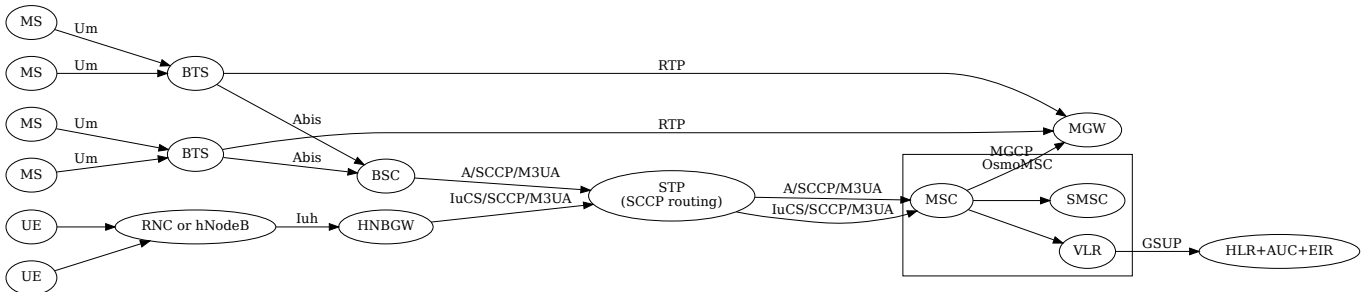 MS
Um
MS
Um
BTS
RTP
MS
Um
Abis
RTP
MGW
MS
Um
BTS
Abis
BSC
MGCP
OsmoMSC
A/SCCP/M3UA
STP
(SCCP routing)
A/SCCP/M3UA
MSC
SMSC
IuCS/SCCP/M3UA
IuCS/SCCP/M3UA
UE
RNC or hNodeB
Iuh
HNBGW
VLR
GSUP
HLR+AUC+EIR
UE